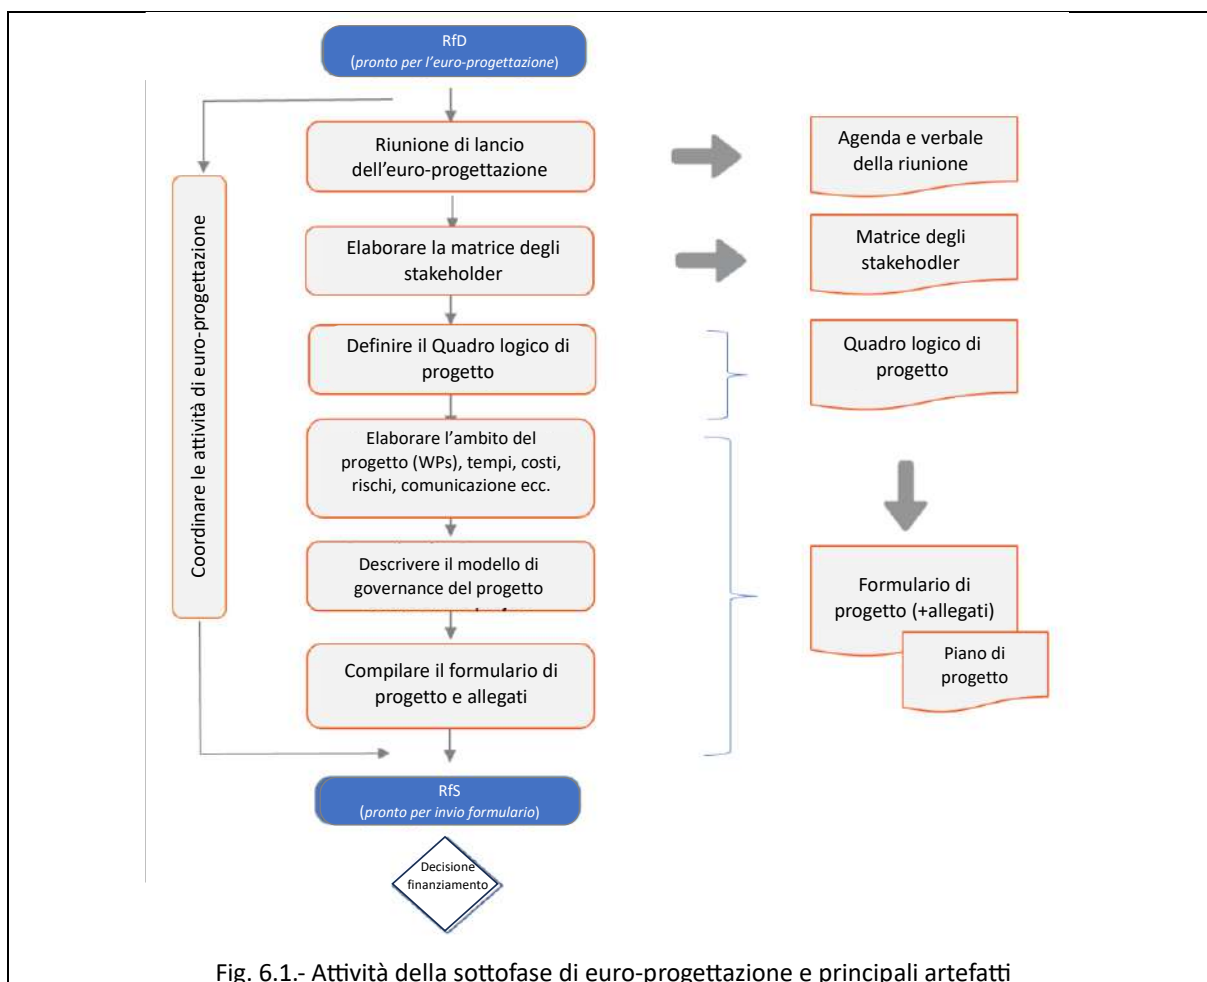 RfD
(pronto per l'euro-progettazione)
Riunione di lancio
dell'euro-progettazione
Agenda e verbale
della riunione
Coordinare le attività di euro-progettazione
Elaborare la matrice degli
stakeholder
Matrice degli
stakehodler
Definire il Quadro logico di
progetto
Quadro logico di
progetto
Elaborare l'ambito del
progetto (WPs), tempi, costi,
rischi, comunicazione ecc.
Descrivere il modello di
governance del progetto
Formulario di
progetto (+allegati)
Piano di
progetto
Compilare il formulario di
progetto e allegati
RfS
(pronto per invio formulario)
Decisione
finanziamento
Fig. 6.1.- Attività della sottofase di euro-progettazione e principali artefatti